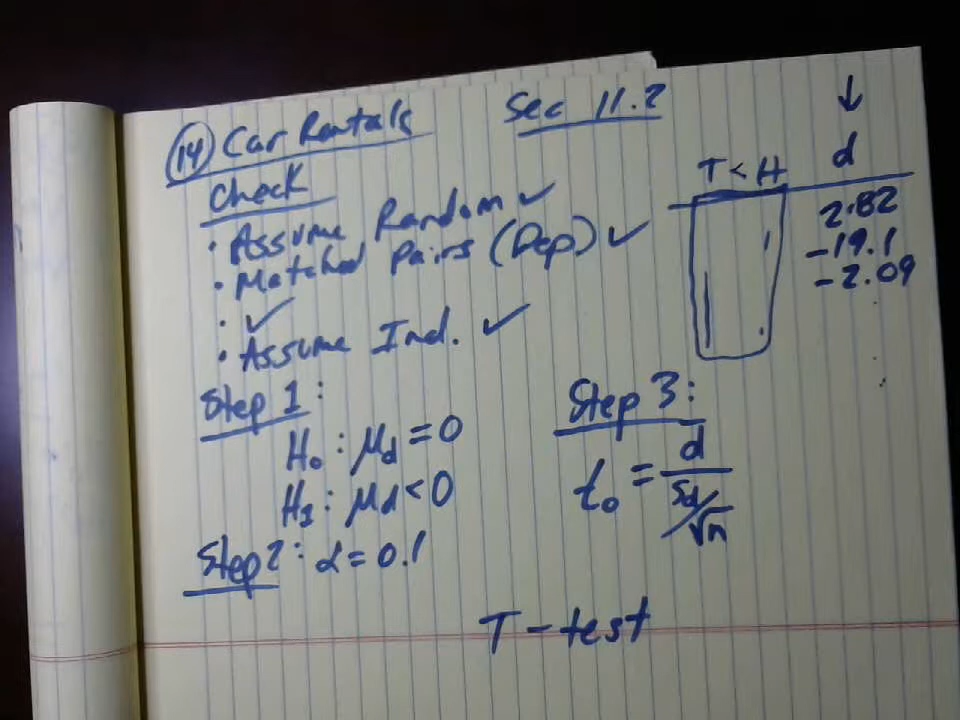 14 Car Rentals
Sec 11.2
Check
• Assume Random ✓
• Matched Pairs (Dep) ✓
• ✓
• Assume Ind. ✓
T < H
↓
d
2.82
-19.1
-2.09
Step 1:
H₀: μd = 0
H₁: μd < 0
Step 2: α = 0.1
Step 3:
t₀ = d / (Sd/√n)
T-test